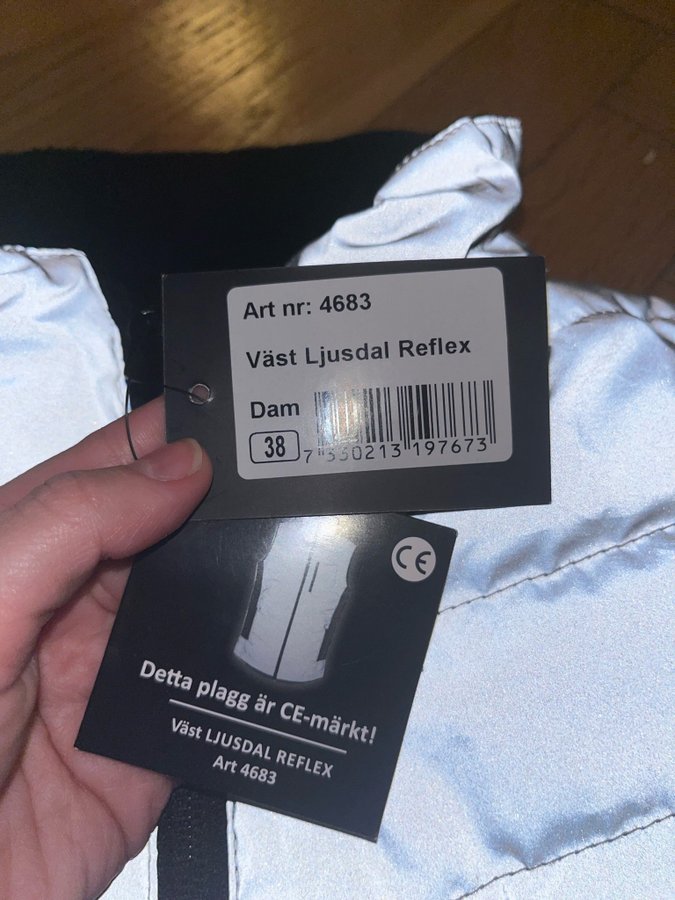 Art nr: 4683
Väst Ljusdal Reflex
Dam
38
7 330213 197673
CE
Detta plagg är CE-märkt!
Väst LJUSDAL REFLEX
Art 4683